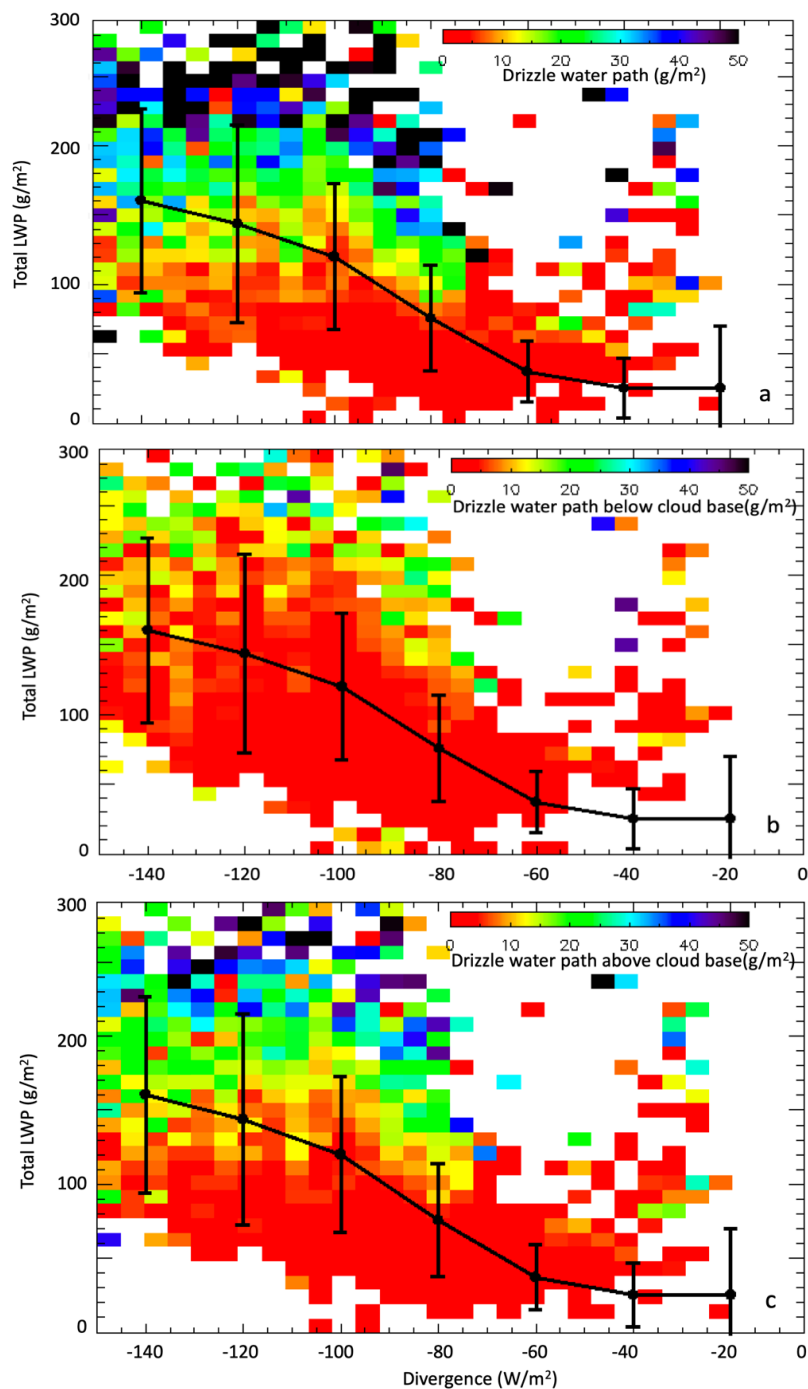 300
200
100
0
Total LWP (g/m²)
0 10 20 30 40 50
Drizzle water path (g/m²)
a
300
200
100
0
Total LWP (g/m²)
0 10 20 30 40 50
Drizzle water path below cloud base(g/m²)
b
-140 -120 -100 -80 -60 -40 -20 0
300
200
100
0
Total LWP (g/m²)
0 10 20 30 40 50
Drizzle water path above cloud base(g/m²)
c
-140 -120 -100 -80 -60 -40 -20 0
Divergence (W/m²)